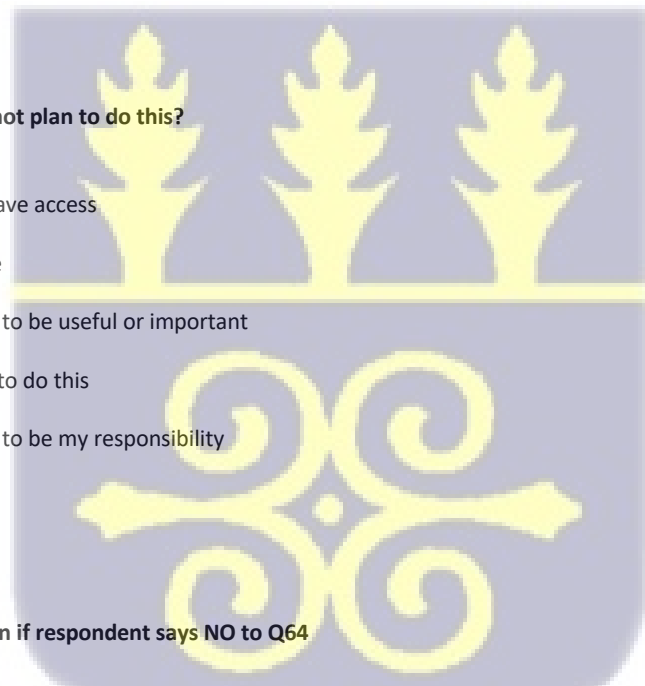 not plan to do this?
ave access
to be useful or important
to do this
to be my responsibility
n if respondent says NO to Q64